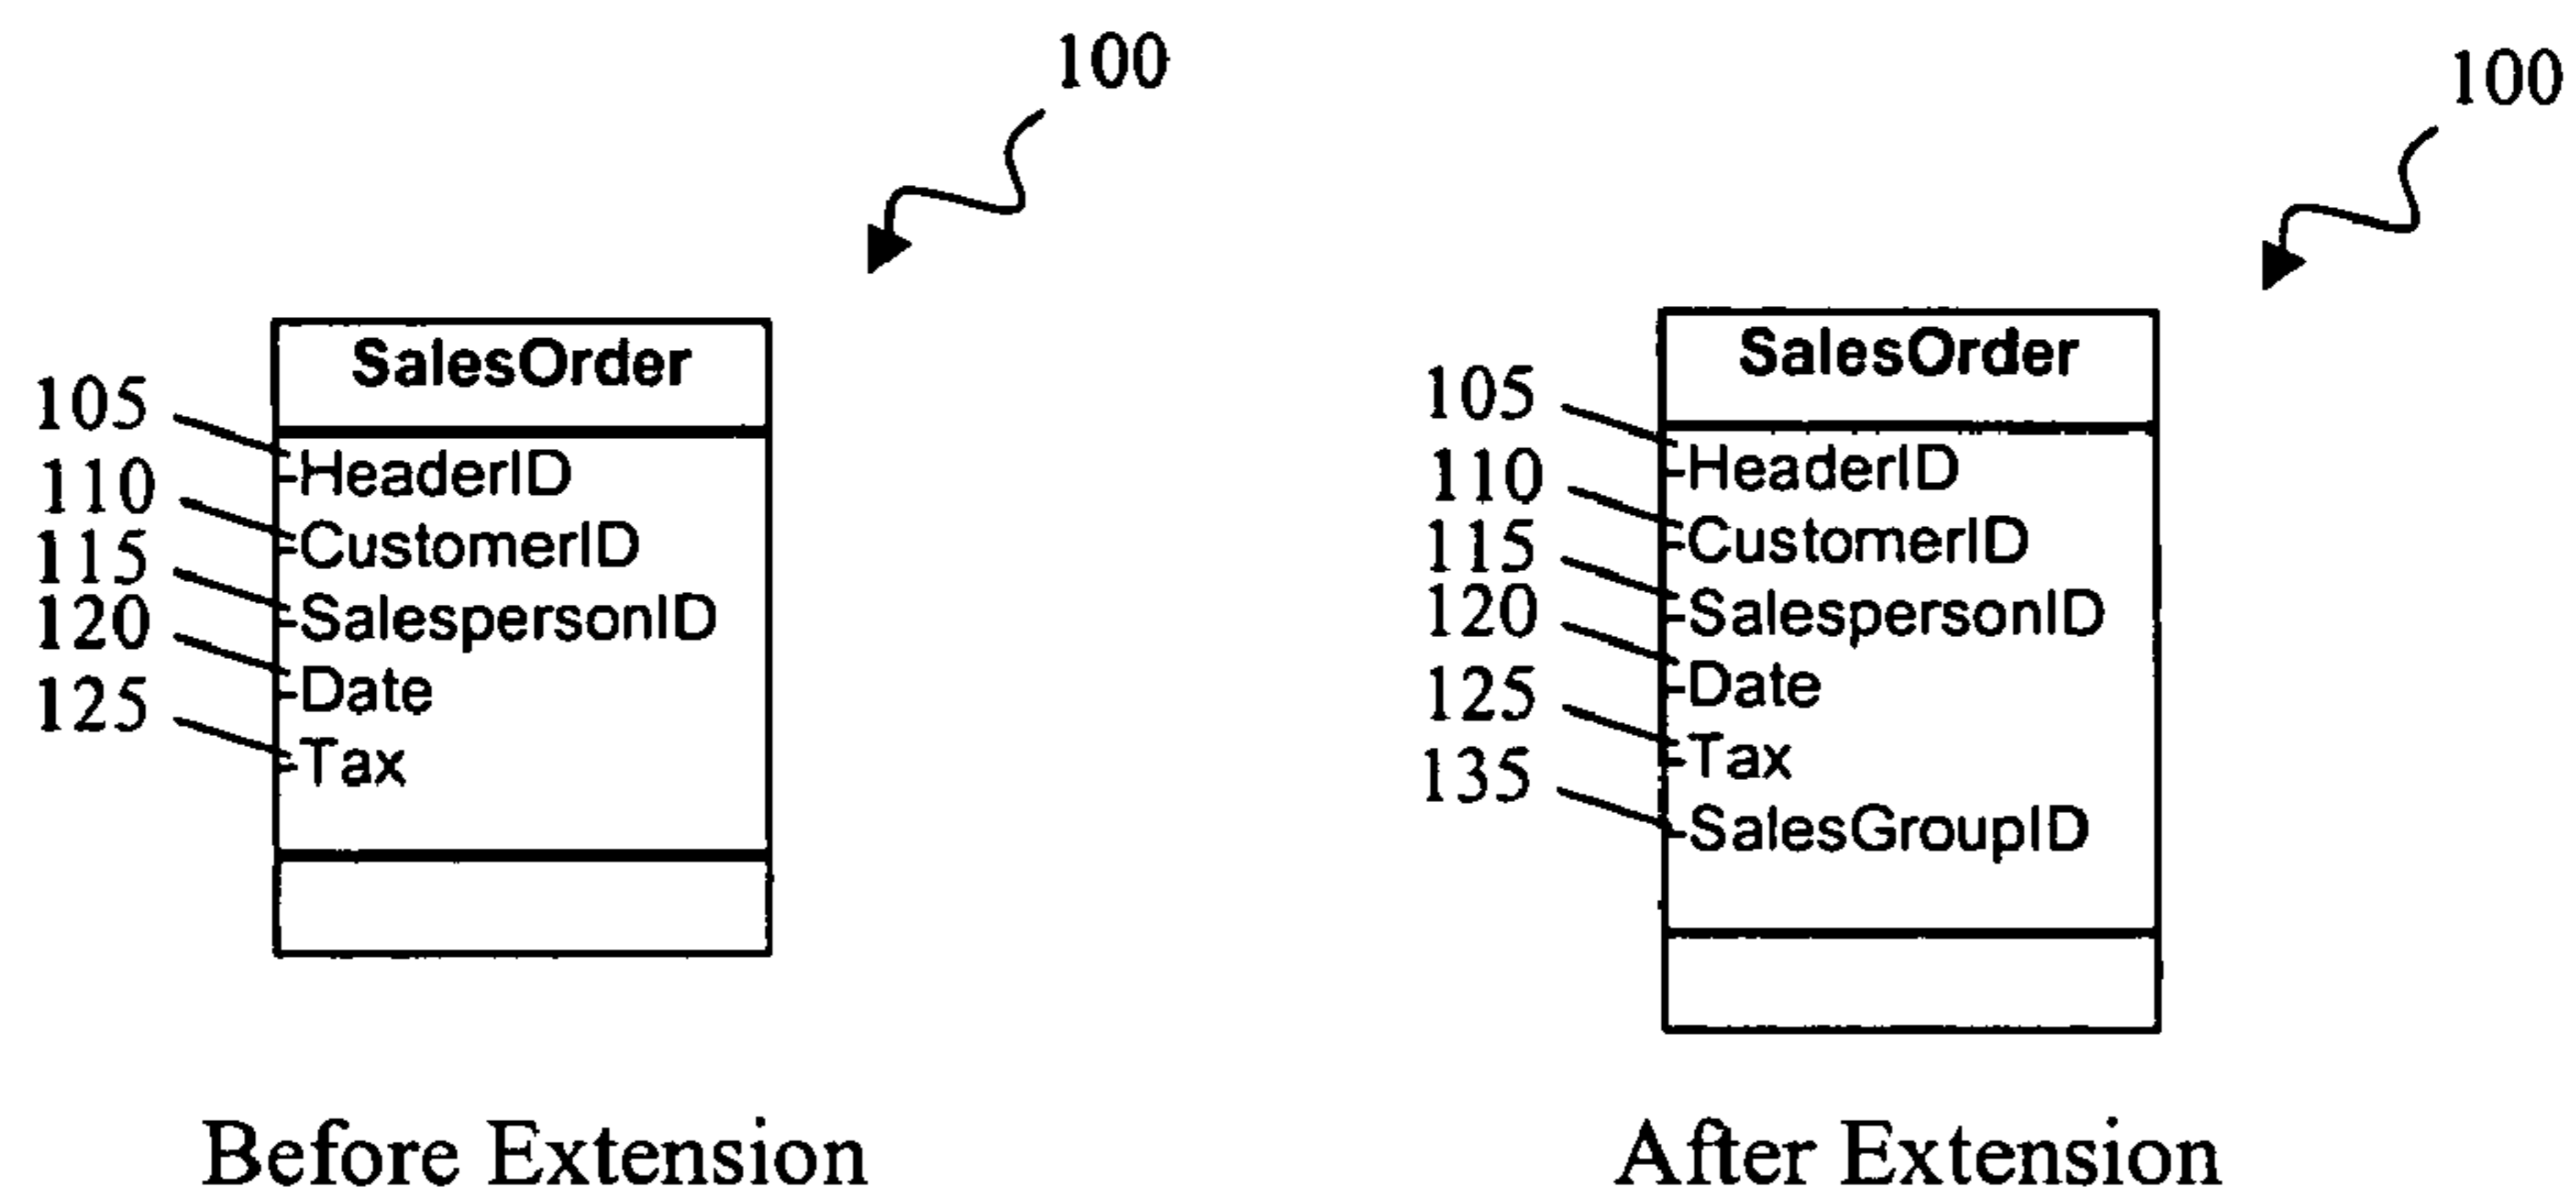 100
SalesOrder
105
-HeaderID
110
-CustomerID
115
-SalespersonID
120
-Date
125
-Tax
Before Extension
100
SalesOrder
105
-HeaderID
110
-CustomerID
115
-SalespersonID
120
-Date
125
-Tax
135
-SalesGroupID
After Extension